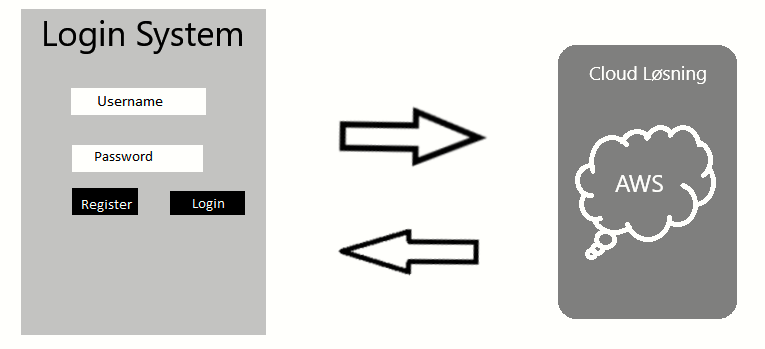 Login System
Username
Password
Register
Login
Cloud Løsning
AWS